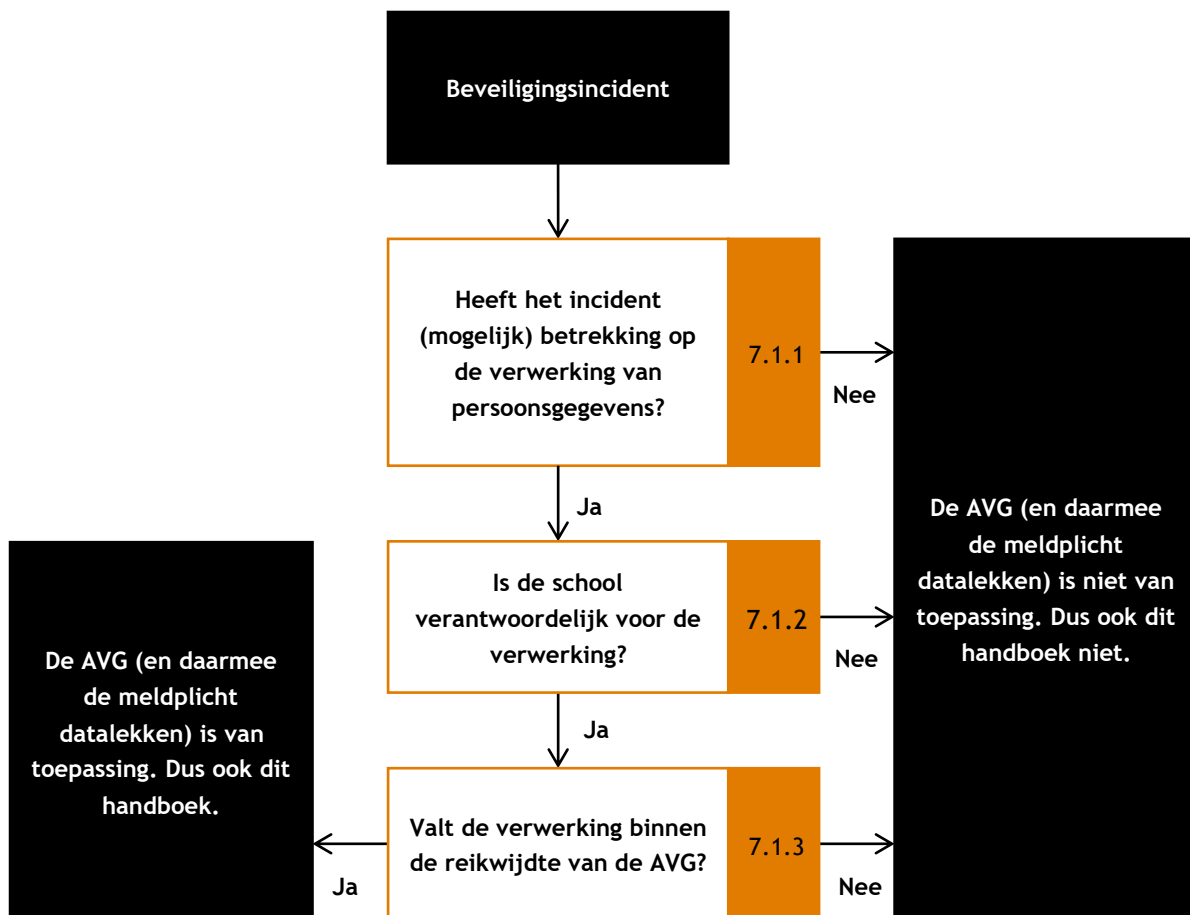 Beveiligingsincident
Heeft het incident
(mogelijk) betrekking op
de verwerking van
persoonsgegevens?
7.1.1
Nee
Ja
Is de school
verantwoordelijk voor de
verwerking?
7.1.2
Nee
De AVG (en daarmee
de meldplicht
datalekken) is niet van
toepassing. Dus ook dit
handboek niet.
Ja
Valt de verwerking binnen
de reikwijdte van de AVG?
7.1.3
Nee
Ja
De AVG (en daarmee
de meldplicht
datalekken) is van
toepassing. Dus ook dit
handboek.